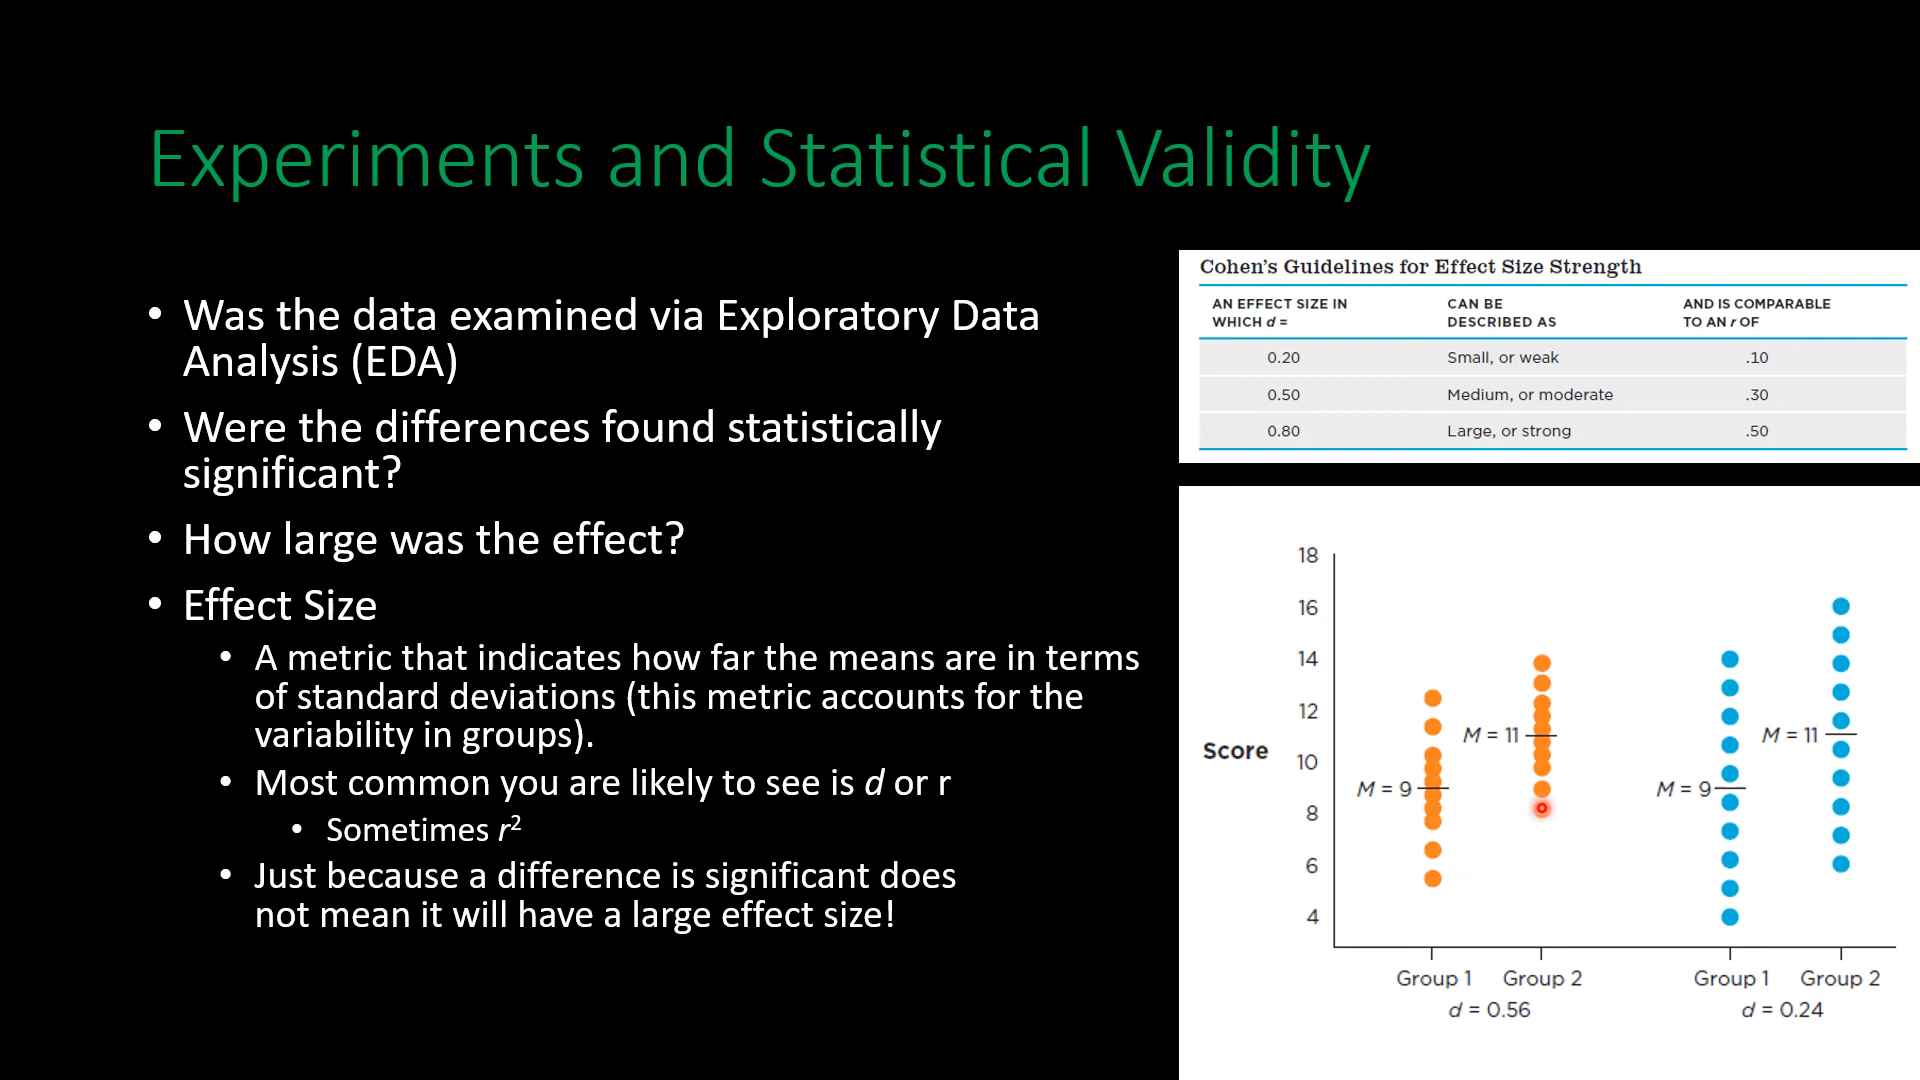 Experiments and Statistical Validity
• Was the data examined via Exploratory Data
Analysis (EDA)
• Were the differences found statistically
significant?
• How large was the effect?
• Effect Size
• A metric that indicates how far the means are in terms
of standard deviations (this metric accounts for the
variability in groups).
• Most common you are likely to see is d or r
• Sometimes r²
• Just because a difference is significant does
not mean it will have a large effect size!
Cohen's Guidelines for Effect Size Strength
AN EFFECT SIZE IN WHICH d = CAN BE DESCRIBED AS AND IS COMPARABLE TO AN r OF
0.20 Small, or weak .10
0.50 Medium, or moderate .30
0.80 Large, or strong .50
18
16
14
12
10
8
6
4
Score
M = 9
M = 11
M = 9
M = 11
Group 1 Group 2 Group 1 Group 2
d = 0.56 d = 0.24